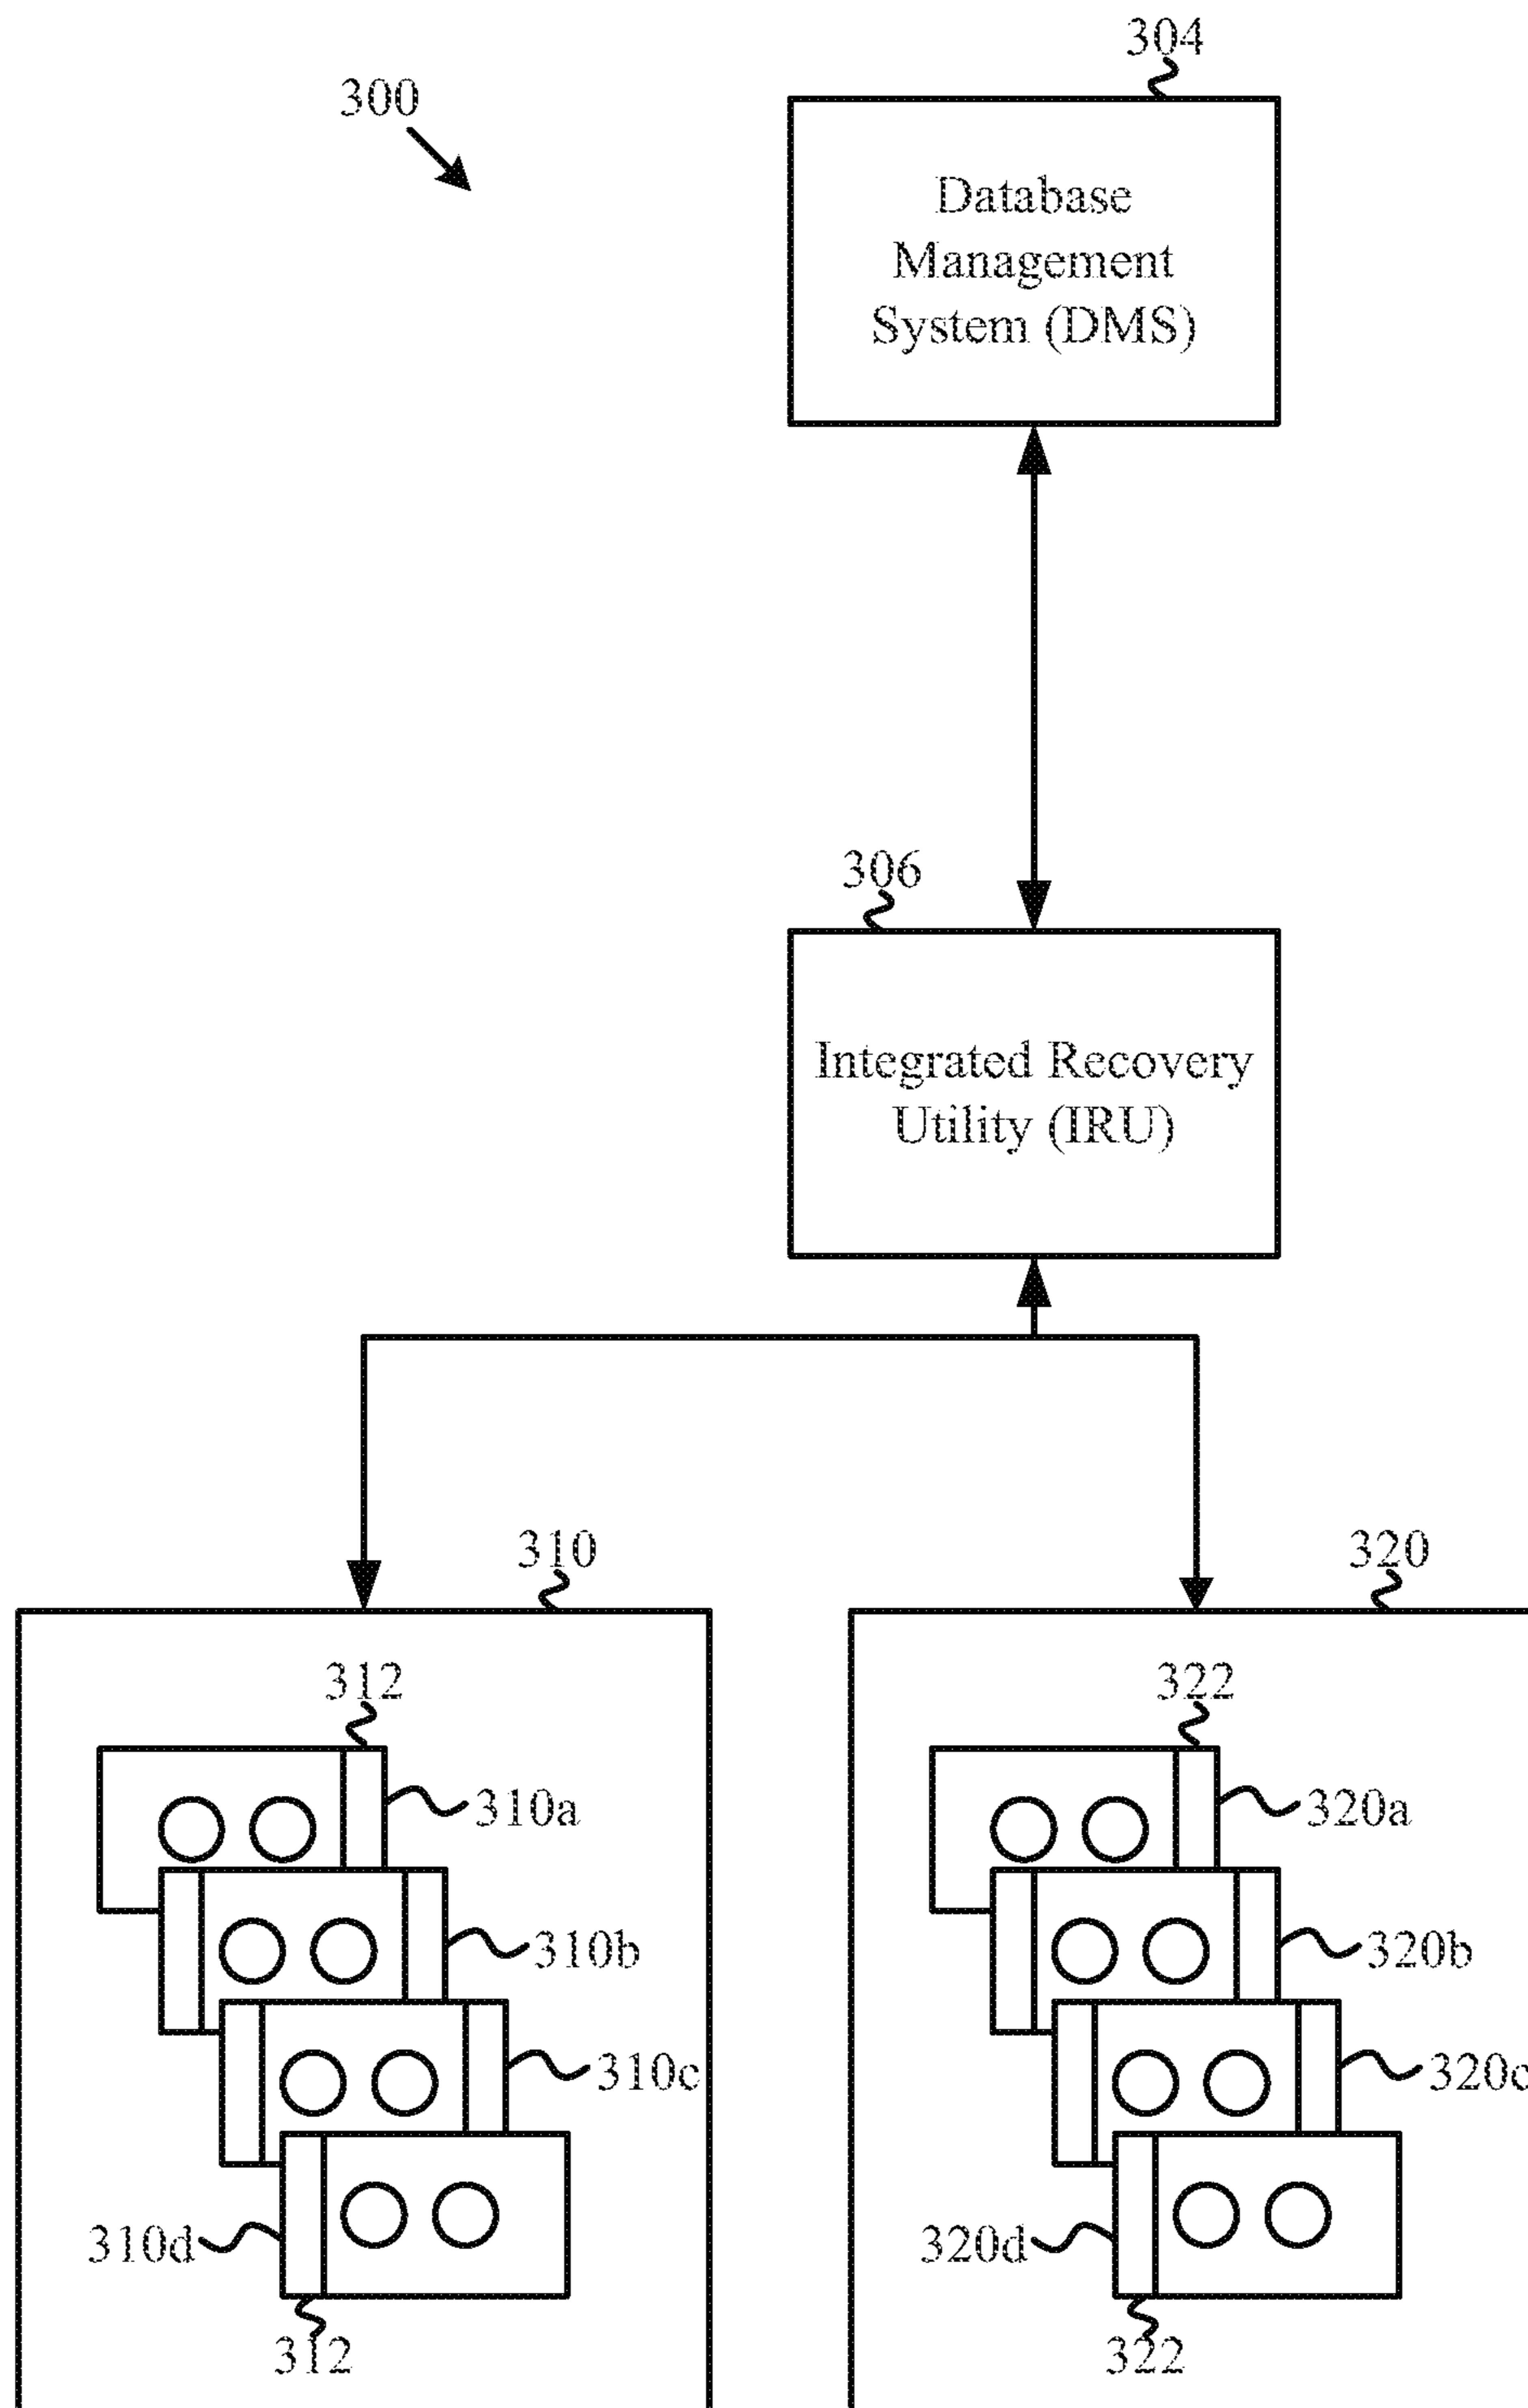 304
300
Database
Management
System (DMS)
306
Integrated Recovery
Utility (IRU)
310
320
312
322
310a
320a
310b
320b
310c
320c
310d
320d
312
322